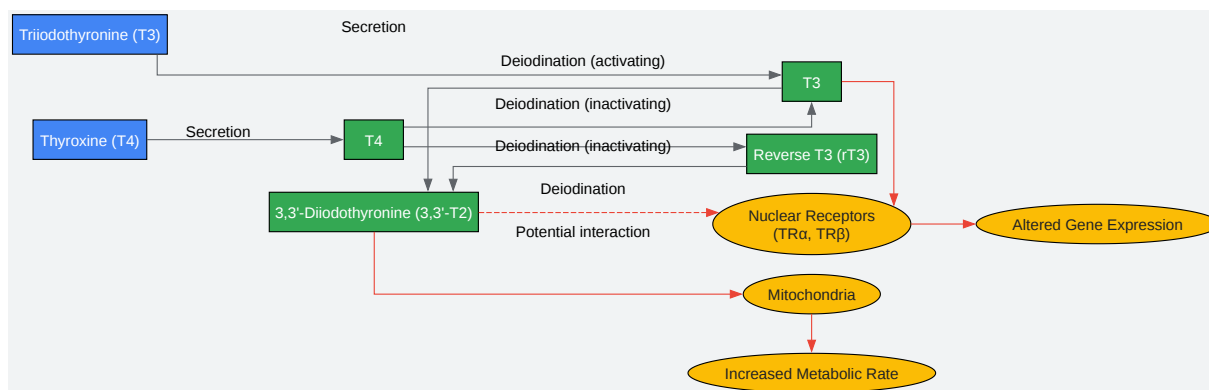 Triiodothyronine (T3)
Secretion
Deiodination (activating)
T3
Deiodination (inactivating)
Thyroxine (T4)
Secretion
T4
Deiodination (inactivating)
Reverse T3 (rT3)
Deiodination
3,3'-Diiodothyronine (3,3'-T2)
Potential interaction
Nuclear Receptors
(TRα, TRβ)
Altered Gene Expression
Mitochondria
Increased Metabolic Rate